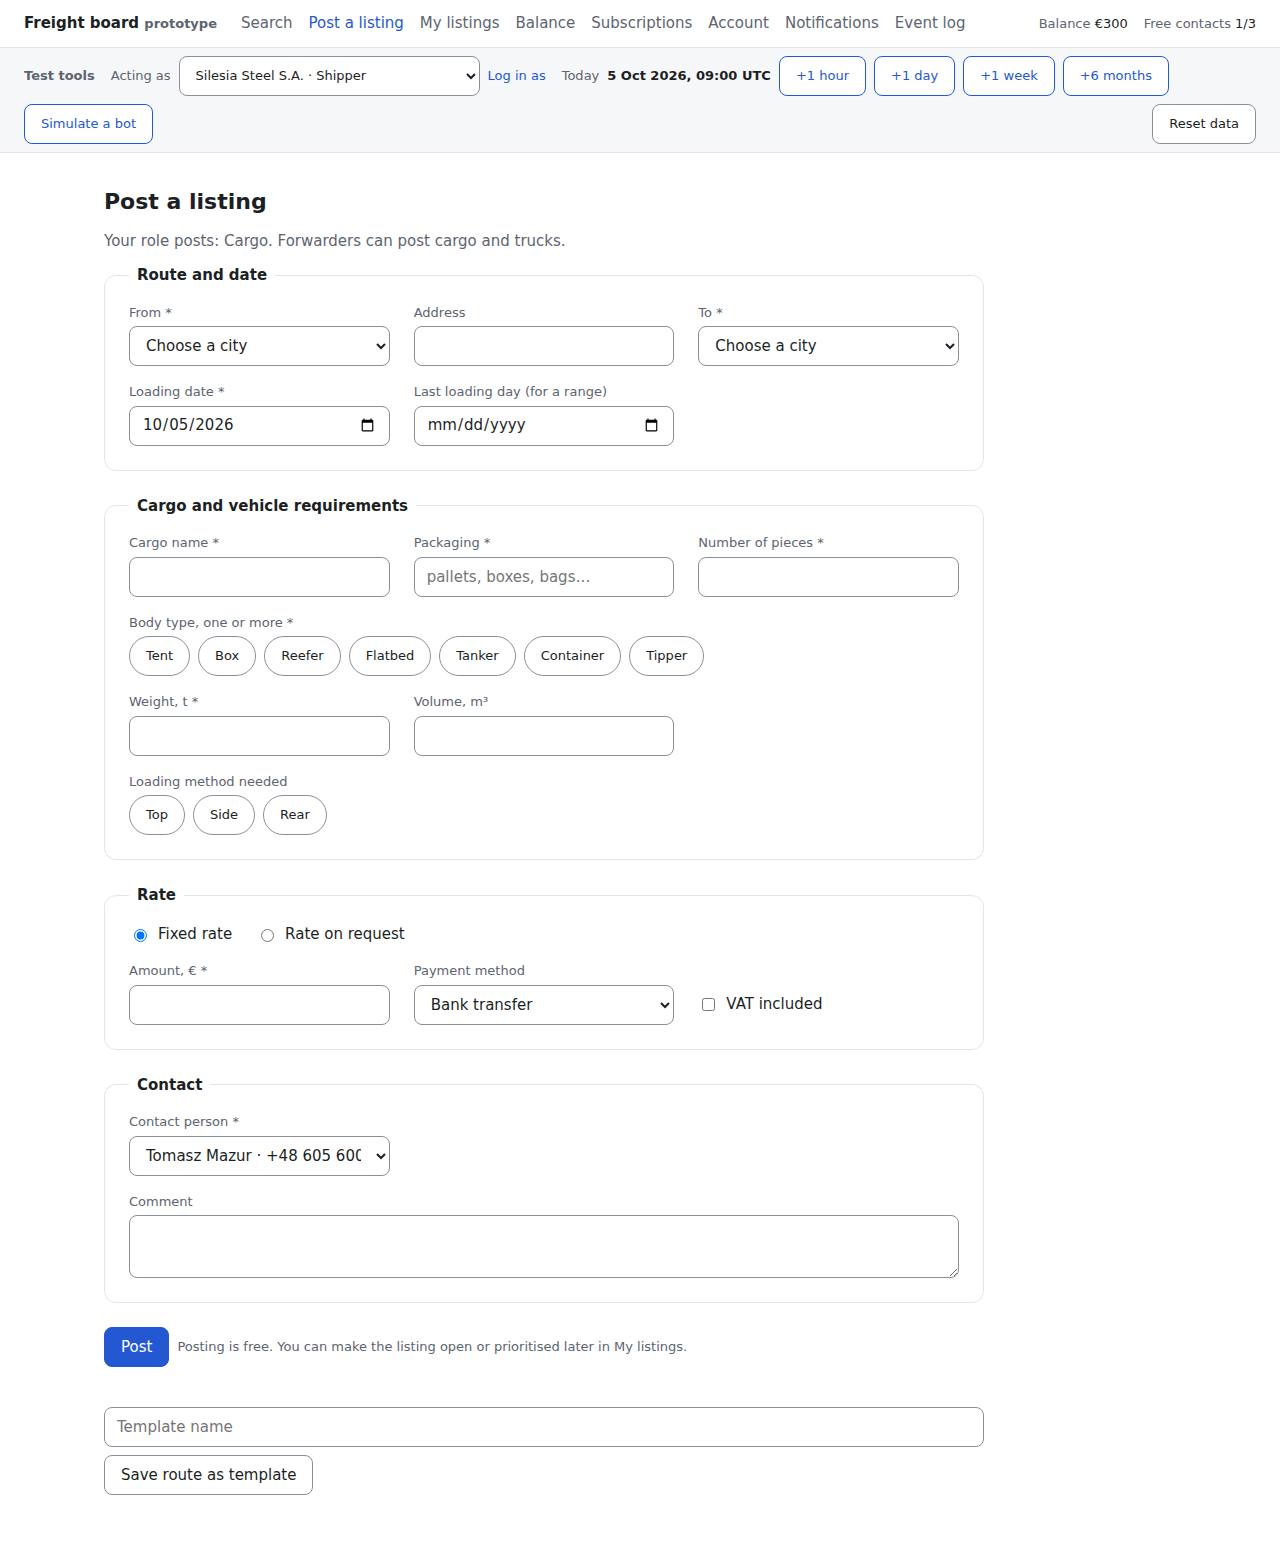 Freight board prototype Search Post a listing My listings Balance Subscriptions Account Notifications Event log Balance €300 Free contacts 1/3
Test tools Acting as Silesia Steel S.A. · Shipper Log in as Today 5 Oct 2026, 09:00 UTC +1 hour +1 day +1 week +6 months
Simulate a bot Reset data
Post a listing
Your role posts: Cargo. Forwarders can post cargo and trucks.
Route and date
From * Address To *
Choose a city Choose a city
Loading date * Last loading day (for a range)
10/05/2026 mm/dd/yyyy
Cargo and vehicle requirements
Cargo name * Packaging * Number of pieces *
pallets, boxes, bags...
Body type, one or more *
Tent Box Reefer Flatbed Tanker Container Tipper
Weight, t * Volume, m³
Loading method needed
Top Side Rear
Rate
Fixed rate Rate on request
Amount, € * Payment method
Bank transfer VAT included
Contact
Contact person *
Tomasz Mazur · +48 605 600
Comment
Post Posting is free. You can make the listing open or prioritised later in My listings.
Template name
Save route as template